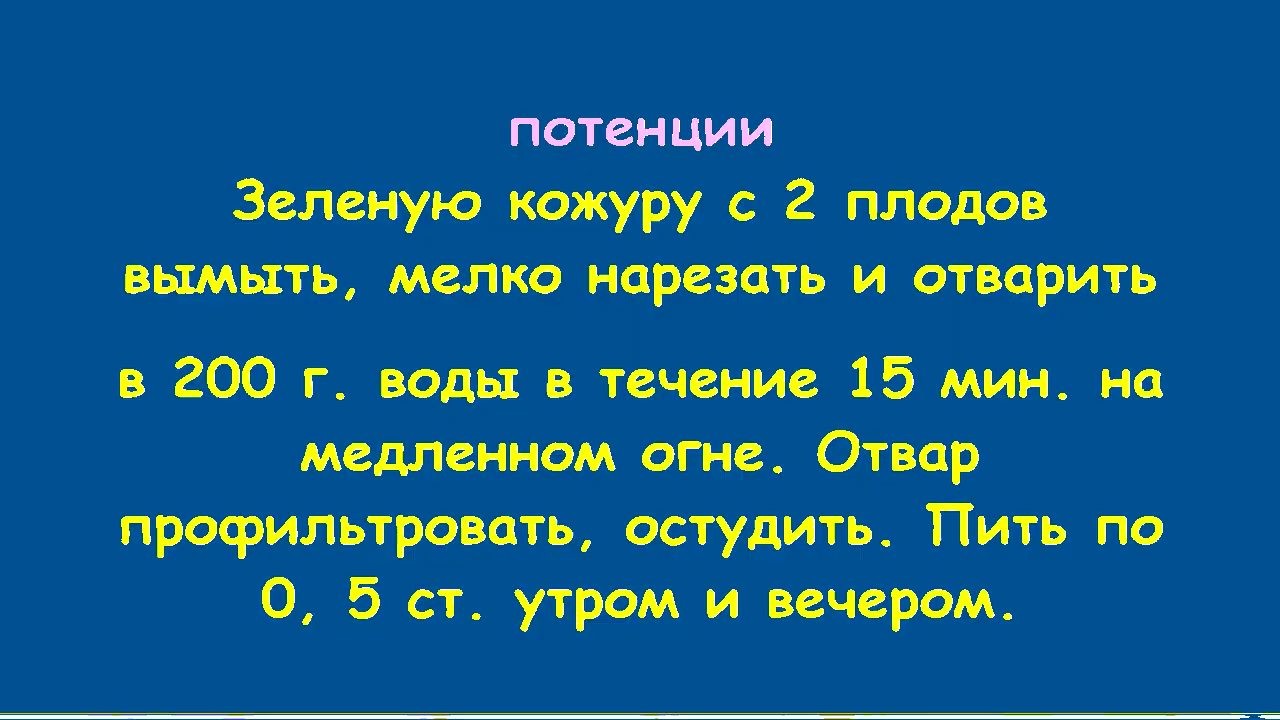 потенции
Зеленую кожуру с 2 плодов
вымыть, мелко нарезать и отварить
в 200 г. воды в течение 15 мин. на
медленном огне. Отвар
профильтровать, остудить. Пить по
0, 5 ст. утром и вечером.